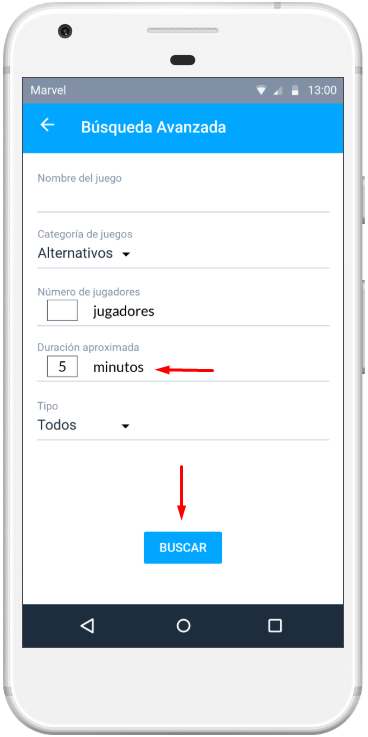 Marvel 13:00
Búsqueda Avanzada
Nombre del juego
Categoría de juegos
Alternativos
Número de jugadores
jugadores
Duración aproximada
5 minutos
Tipo
Todos
BUSCAR